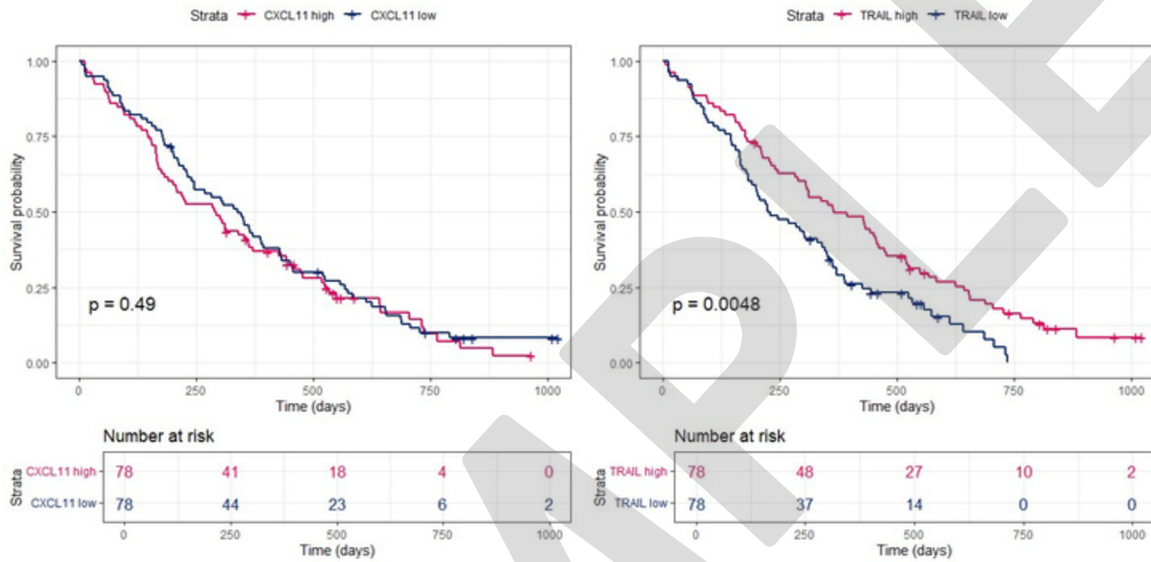 Strata CXCL11 high CXCL11 low
1.00
0.75
0.50
0.25
0.00
Survival probability
p = 0.49
0 250 500 750 1000
Time (days)
Number at risk
Strata
CXCL11 high 78 41 18 4 0
CXCL11 low 78 44 23 6 2
0 250 500 750 1000
Time (days)
Strata TRAIL high TRAIL low
1.00
0.75
0.50
0.25
0.00
Survival probability
p = 0.0048
0 250 500 750 1000
Time (days)
Number at risk
Strata
TRAIL high 78 48 27 10 2
TRAIL low 78 37 14 0 0
0 250 500 750 1000
Time (days)